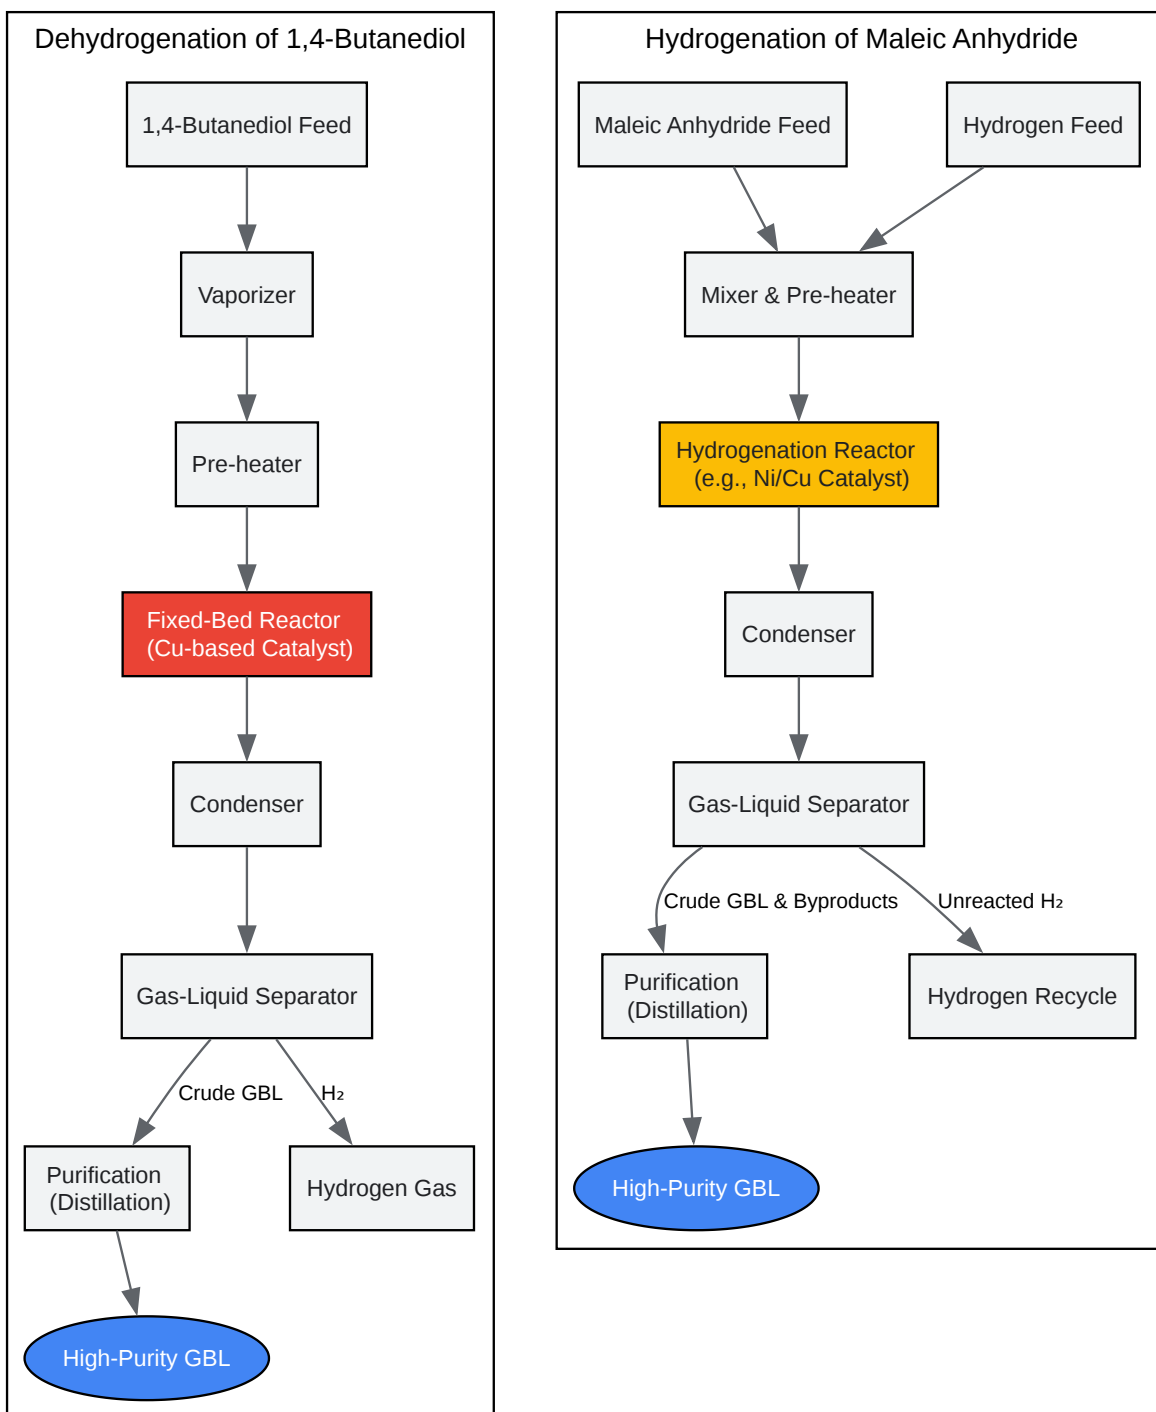 Dehydrogenation of 1,4-Butanediol
1,4-Butanediol Feed
Vaporizer
Pre-heater
Fixed-Bed Reactor
(Cu-based Catalyst)
Condenser
Gas-Liquid Separator
Crude GBL
H₂
Purification
(Distillation)
Hydrogen Gas
High-Purity GBL
Hydrogenation of Maleic Anhydride
Maleic Anhydride Feed
Hydrogen Feed
Mixer & Pre-heater
Hydrogenation Reactor
(e.g., Ni/Cu Catalyst)
Condenser
Gas-Liquid Separator
Crude GBL & Byproducts
Unreacted H₂
Purification
(Distillation)
Hydrogen Recycle
High-Purity GBL